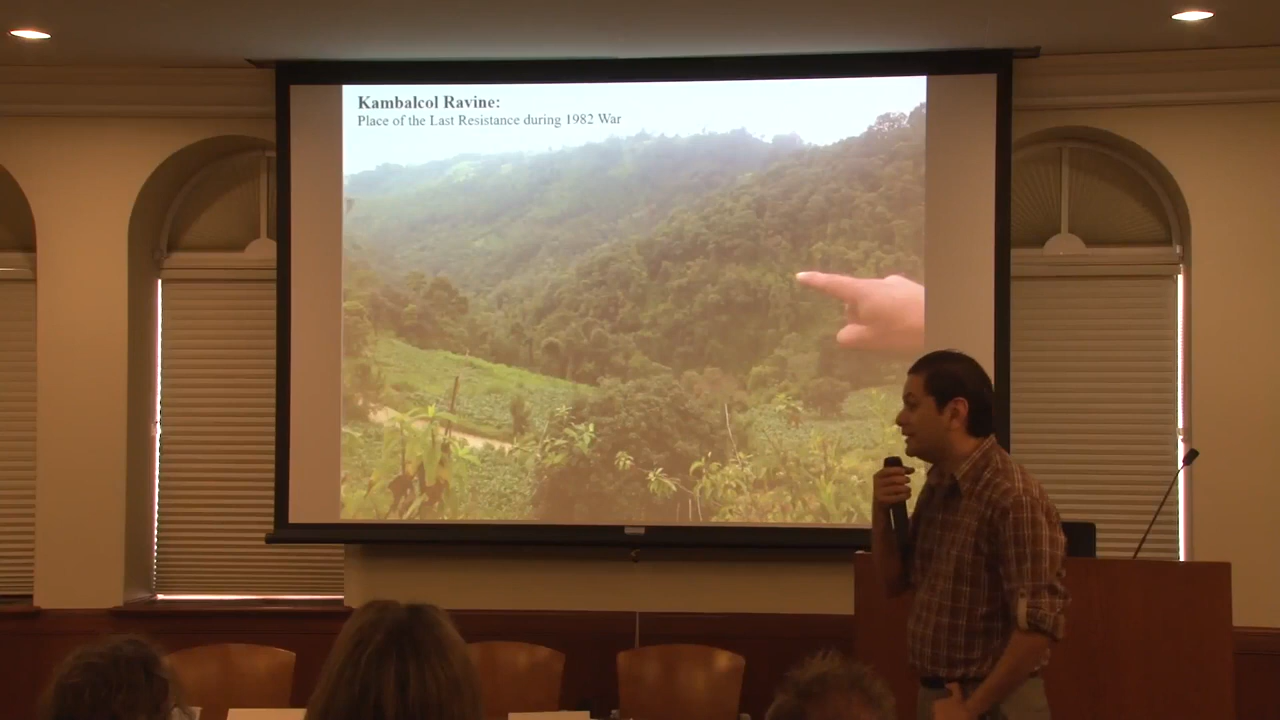 Kambalcol Ravine:
Place of the Last Resistance during 1982 War